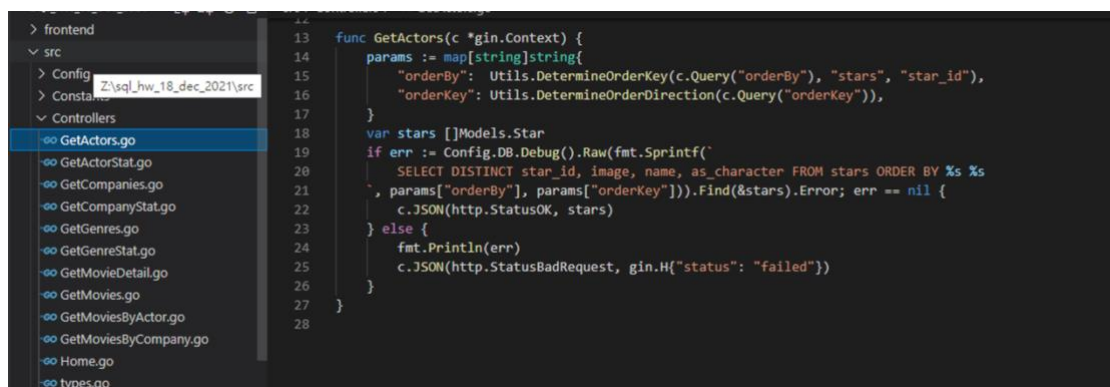 frontend
src
Config
Z:\sql_hw_18_dec_2021\src
Constants
Controllers
GetActors.go
GetActorStat.go
GetCompanies.go
GetCompanyStat.go
GetGenres.go
GetGenreStat.go
GetMovieDetail.go
GetMovies.go
GetMoviesByActor.go
GetMoviesByCompany.go
Home.go
types.go
12
13 func GetActors(c *gin.Context) {
14 params := map[string]string{
15 "orderBy": Utils.DetermineOrderKey(c.Query("orderBy"), "stars", "star_id"),
16 "orderKey": Utils.DetermineOrderDirection(c.Query("orderKey")),
17 }
18 var stars []Models.Star
19 if err := Config.DB.Debug().Raw(fmt.Sprintf(`
20 SELECT DISTINCT star_id, image, name, as_character FROM stars ORDER BY %s %s
21 `, params["orderBy"], params["orderKey"])).Find(&stars).Error; err == nil {
22 c.JSON(http.StatusOK, stars)
23 } else {
24 fmt.Println(err)
25 c.JSON(http.StatusBadRequest, gin.H{"status": "failed"})
26 }
27 }
28